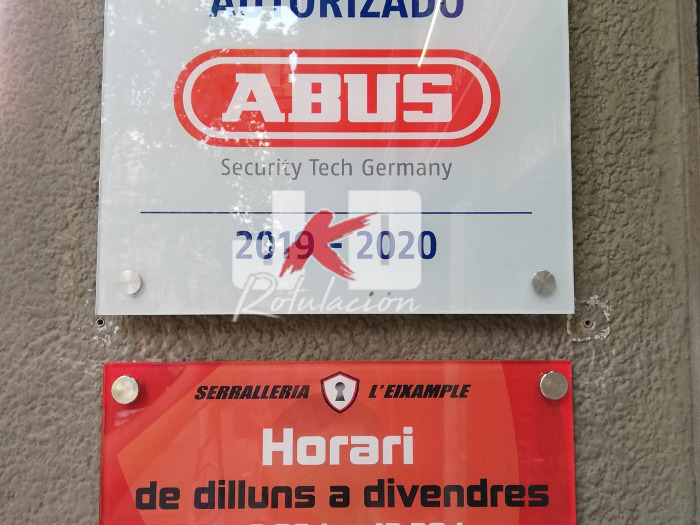 AUTORIZADO
ABUS
Security Tech Germany
2019 - 2020
K
Rotulación
SERRALLERIA L'EIXAMPLE
Horari
de dilluns a divendres